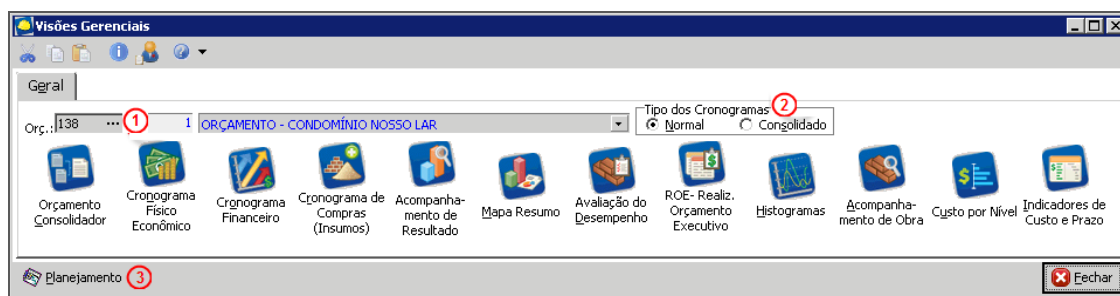 Visões Gerenciais
Geral
Orç.: 138 ... 1 1 ORÇAMENTO - CONDOMÍNIO NOSSO LAR
Tipo dos Cronogramas 2
Normal Consolidado
Orçamento
Consolidador
Cronograma
Físico
Econômico
Cronograma
Financeiro
Cronograma de
Compras
(Insumos)
Acompanha-
mento de
Resultado
Mapa Resumo
Avaliação do
Desempenho
ROE- Realiz.
Orçamento
Executivo
Histogramas
Acompanha-
mento de Obra
Custo por Nível
Indicadores de
Custo e Prazo
Planejamento 3
Fechar